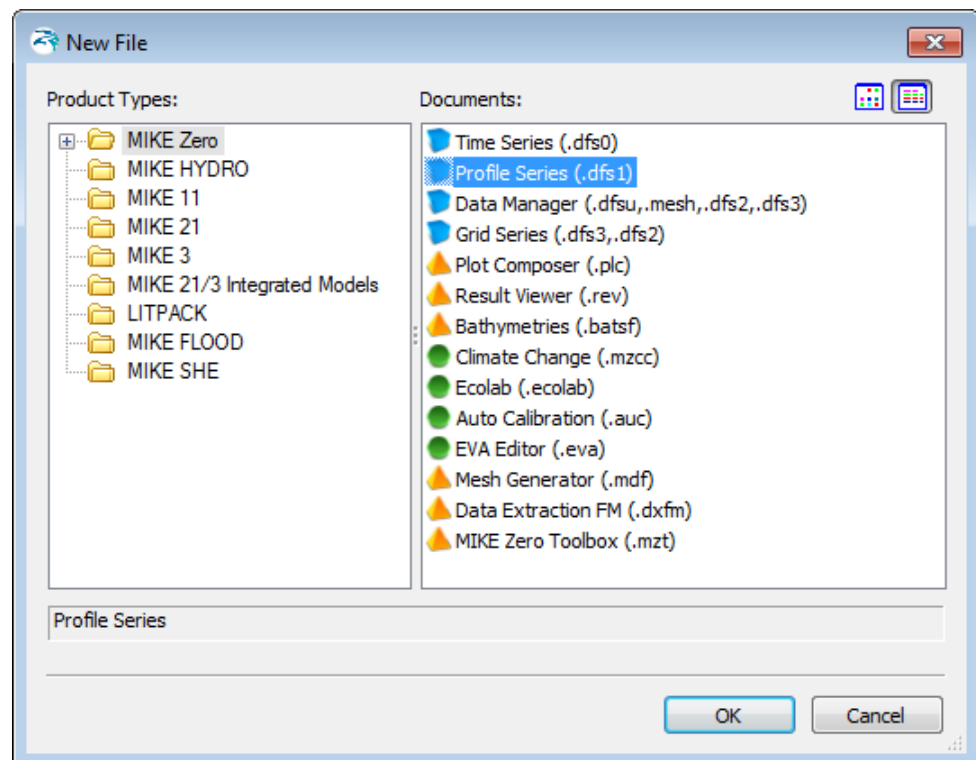 New File
Product Types:
Documents:
MIKE Zero
MIKE HYDRO
MIKE 11
MIKE 21
MIKE 3
MIKE 21/3 Integrated Models
LITPACK
MIKE FLOOD
MIKE SHE
Time Series (.dfs0)
Profile Series (.dfs1)
Data Manager (.dfsu,.mesh,.dfs2,.dfs3)
Grid Series (.dfs3,.dfs2)
Plot Composer (.plc)
Result Viewer (.rev)
Bathymetries (.batsf)
Climate Change (.mzcc)
Ecolab (.ecolab)
Auto Calibration (.auc)
EVA Editor (.eva)
Mesh Generator (.mdf)
Data Extraction FM (.dxfm)
MIKE Zero Toolbox (.mzt)
Profile Series
OK
Cancel